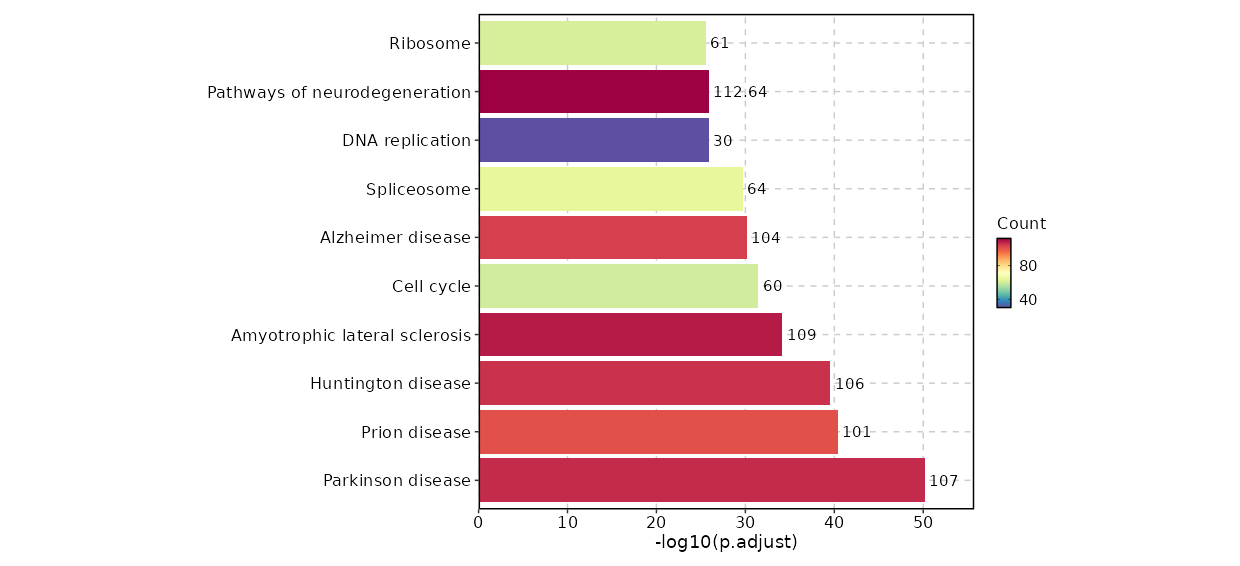 Ribosome 61
Pathways of neurodegeneration 112.64
DNA replication 30
Spliceosome 64
Alzheimer disease 104
Cell cycle 60
Amyotrophic lateral sclerosis 109
Huntington disease 106
Prion disease 101
Parkinson disease 107
0 10 20 30 40 50
-log10(p.adjust)
Count
80
40